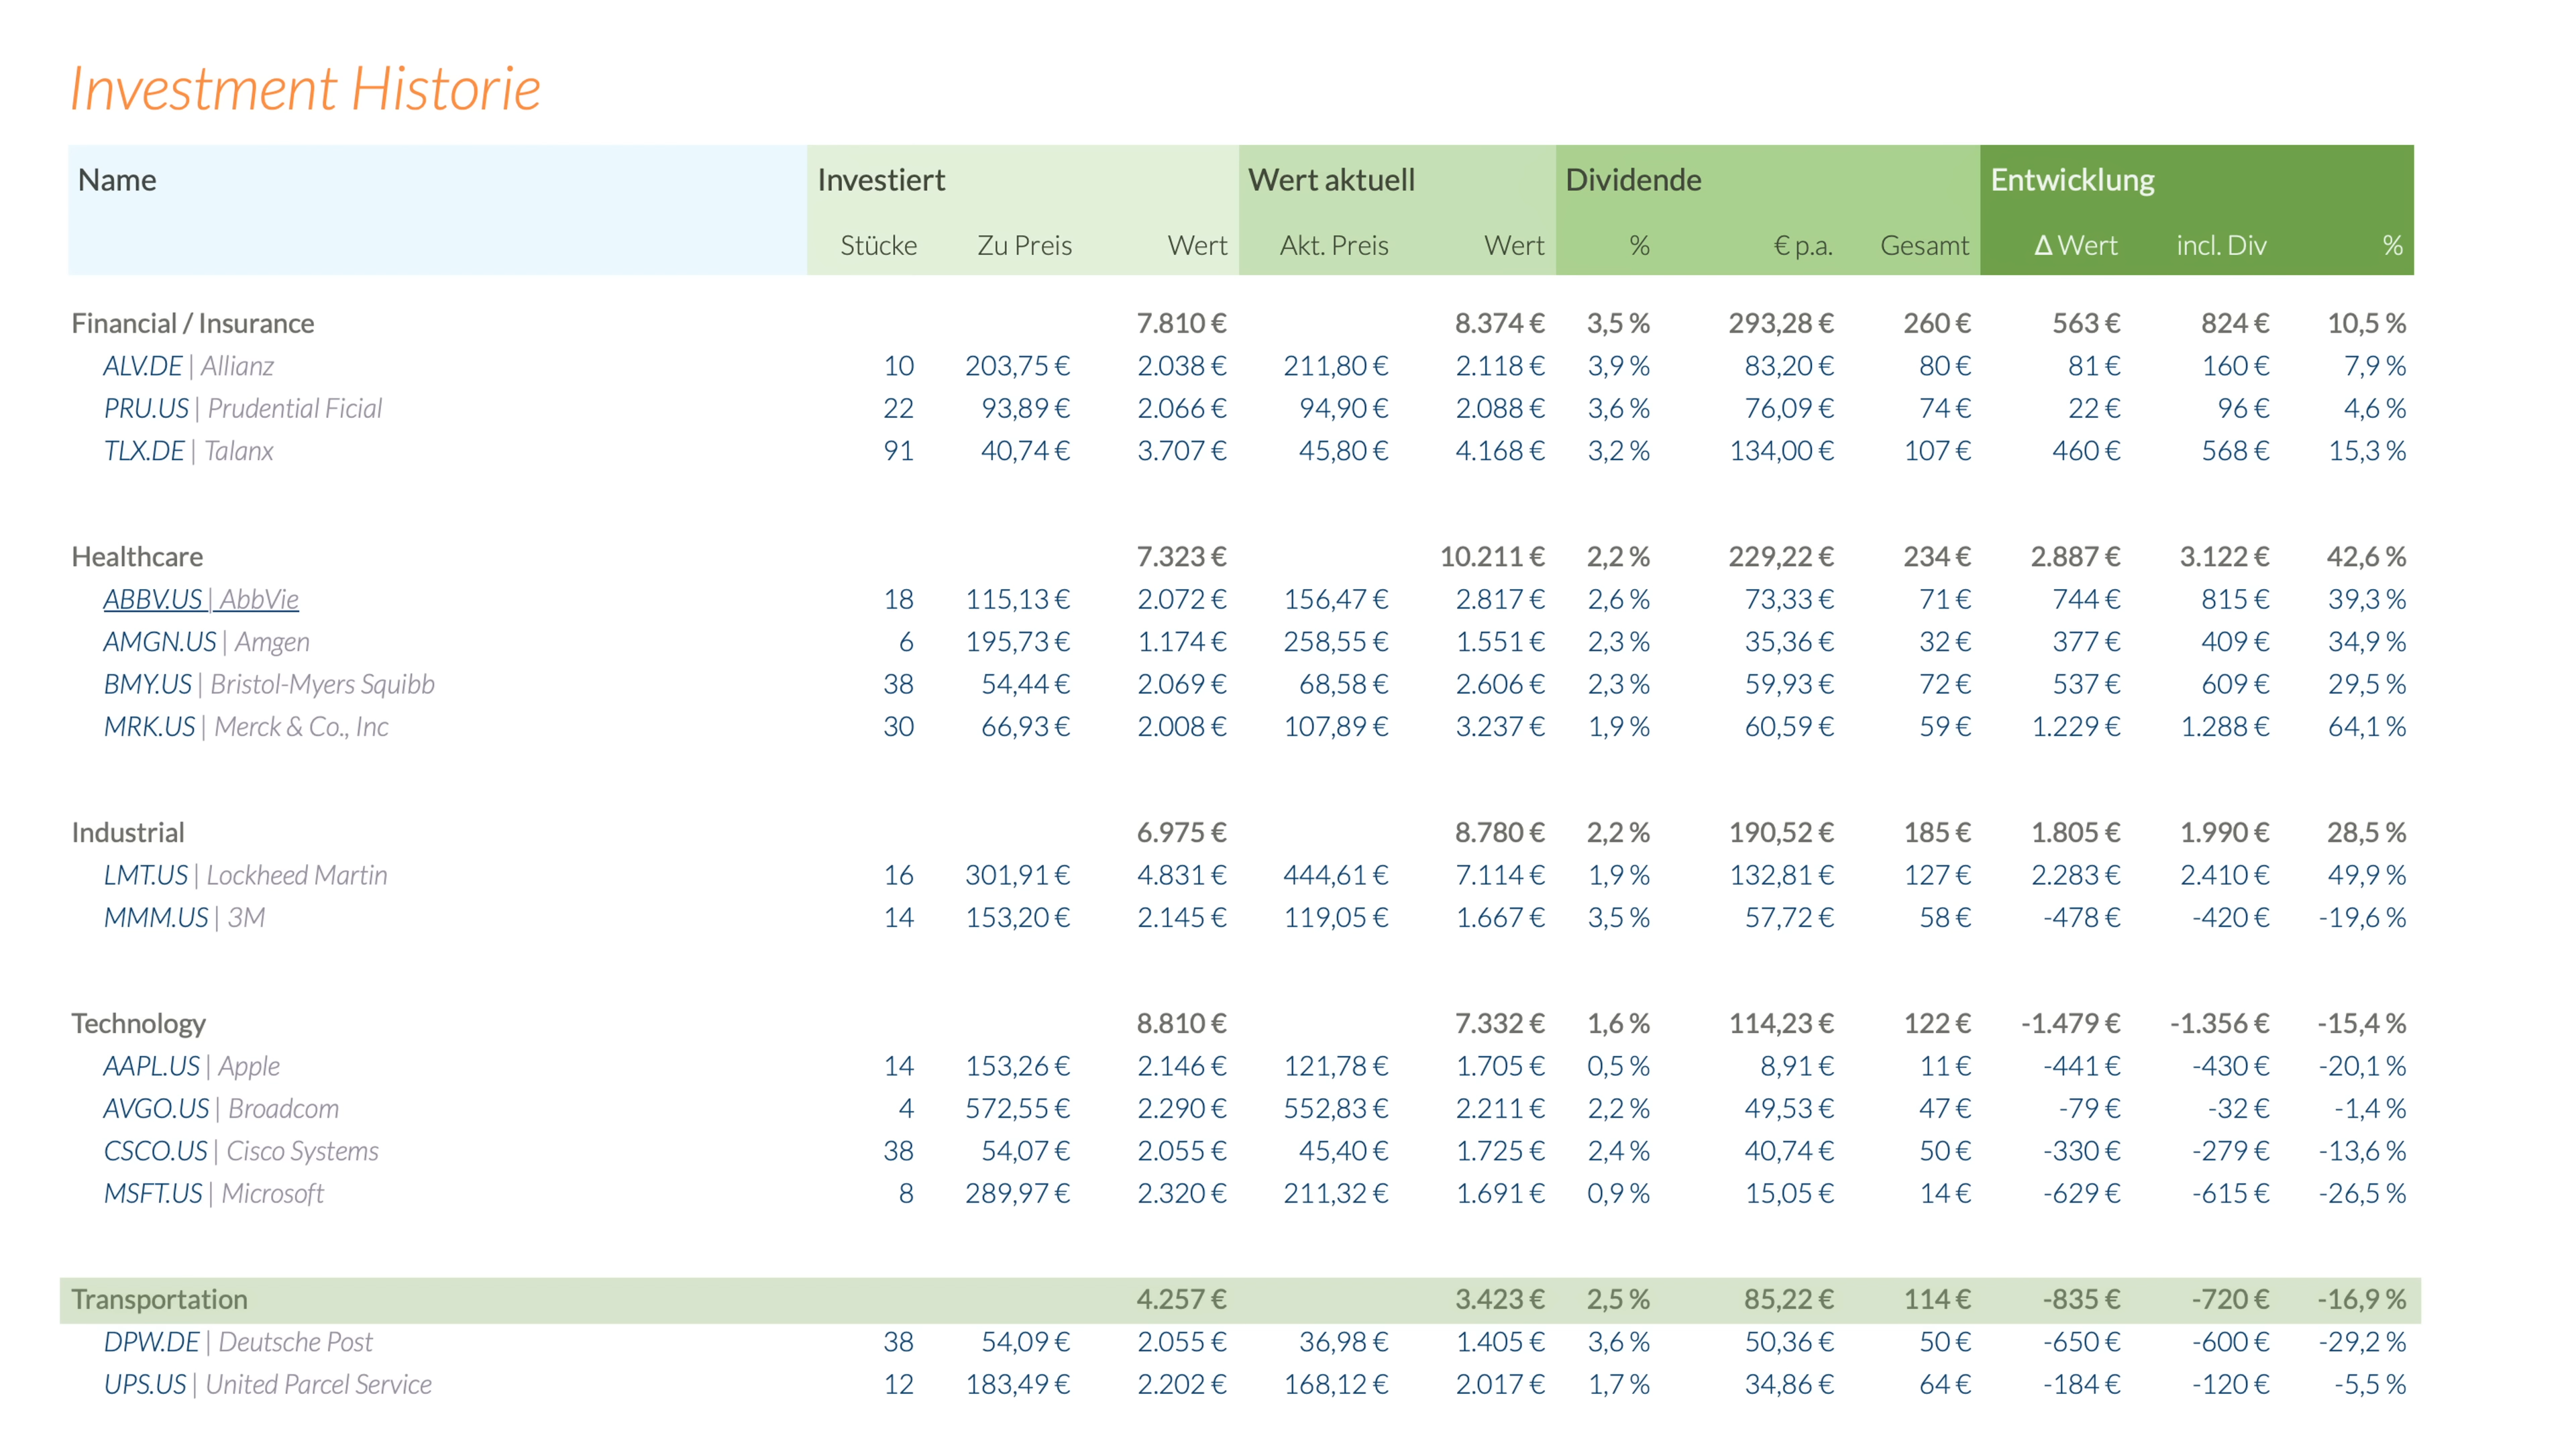 Investment Historie
Name Investiert Wert aktuell Dividende Entwicklung
Stücke Zu Preis Wert Akt. Preis Wert % € p.a. Gesamt Δ Wert incl. Div %
Financial / Insurance 7.810 € 8.374 € 3,5 % 293,28 € 260 € 563 € 824 € 10,5 %
ALV.DE | Allianz 10 203,75 € 2.038 € 211,80 € 2.118 € 3,9 % 83,20 € 80 € 81 € 160 € 7,9 %
PRU.US | Prudential Ficial 22 93,89 € 2.066 € 94,90 € 2.088 € 3,6 % 76,09 € 74 € 22 € 96 € 4,6 %
TLX.DE | Talanx 91 40,74 € 3.707 € 45,80 € 4.168 € 3,2 % 134,00 € 107 € 460 € 568 € 15,3 %
Healthcare 7.323 € 10.211 € 2,2 % 229,22 € 234 € 2.887 € 3.122 € 42,6 %
ABBV.US | AbbVie 18 115,13 € 2.072 € 156,47 € 2.817 € 2,6 % 73,33 € 71 € 744 € 815 € 39,3 %
AMGN.US | Amgen 6 195,73 € 1.174 € 258,55 € 1.551 € 2,3 % 35,36 € 32 € 377 € 409 € 34,9 %
BMY.US | Bristol-Myers Squibb 38 54,44 € 2.069 € 68,58 € 2.606 € 2,3 % 59,93 € 72 € 537 € 609 € 29,5 %
MRK.US | Merck & Co., Inc 30 66,93 € 2.008 € 107,89 € 3.237 € 1,9 % 60,59 € 59 € 1.229 € 1.288 € 64,1 %
Industrial 6.975 € 8.780 € 2,2 % 190,52 € 185 € 1.805 € 1.990 € 28,5 %
LMT.US | Lockheed Martin 16 301,91 € 4.831 € 444,61 € 7.114 € 1,9 % 132,81 € 127 € 2.283 € 2.410 € 49,9 %
MMM.US | 3M 14 153,20 € 2.145 € 119,05 € 1.667 € 3,5 % 57,72 € 58 € -478 € -420 € -19,6 %
Technology 8.810 € 7.332 € 1,6 % 114,23 € 122 € -1.479 € -1.356 € -15,4 %
AAPL.US | Apple 14 153,26 € 2.146 € 121,78 € 1.705 € 0,5 % 8,91 € 11 € -441 € -430 € -20,1 %
AVGO.US | Broadcom 4 572,55 € 2.290 € 552,83 € 2.211 € 2,2 % 49,53 € 47 € -79 € -32 € -1,4 %
CSCO.US | Cisco Systems 38 54,07 € 2.055 € 45,40 € 1.725 € 2,4 % 40,74 € 50 € -330 € -279 € -13,6 %
MSFT.US | Microsoft 8 289,97 € 2.320 € 211,32 € 1.691 € 0,9 % 15,05 € 14 € -629 € -615 € -26,5 %
Transportation 4.257 € 3.423 € 2,5 % 85,22 € 114 € -835 € -720 € -16,9 %
DPW.DE | Deutsche Post 38 54,09 € 2.055 € 36,98 € 1.405 € 3,6 % 50,36 € 50 € -650 € -600 € -29,2 %
UPS.US | United Parcel Service 12 183,49 € 2.202 € 168,12 € 2.017 € 1,7 % 34,86 € 64 € -184 € -120 € -5,5 %